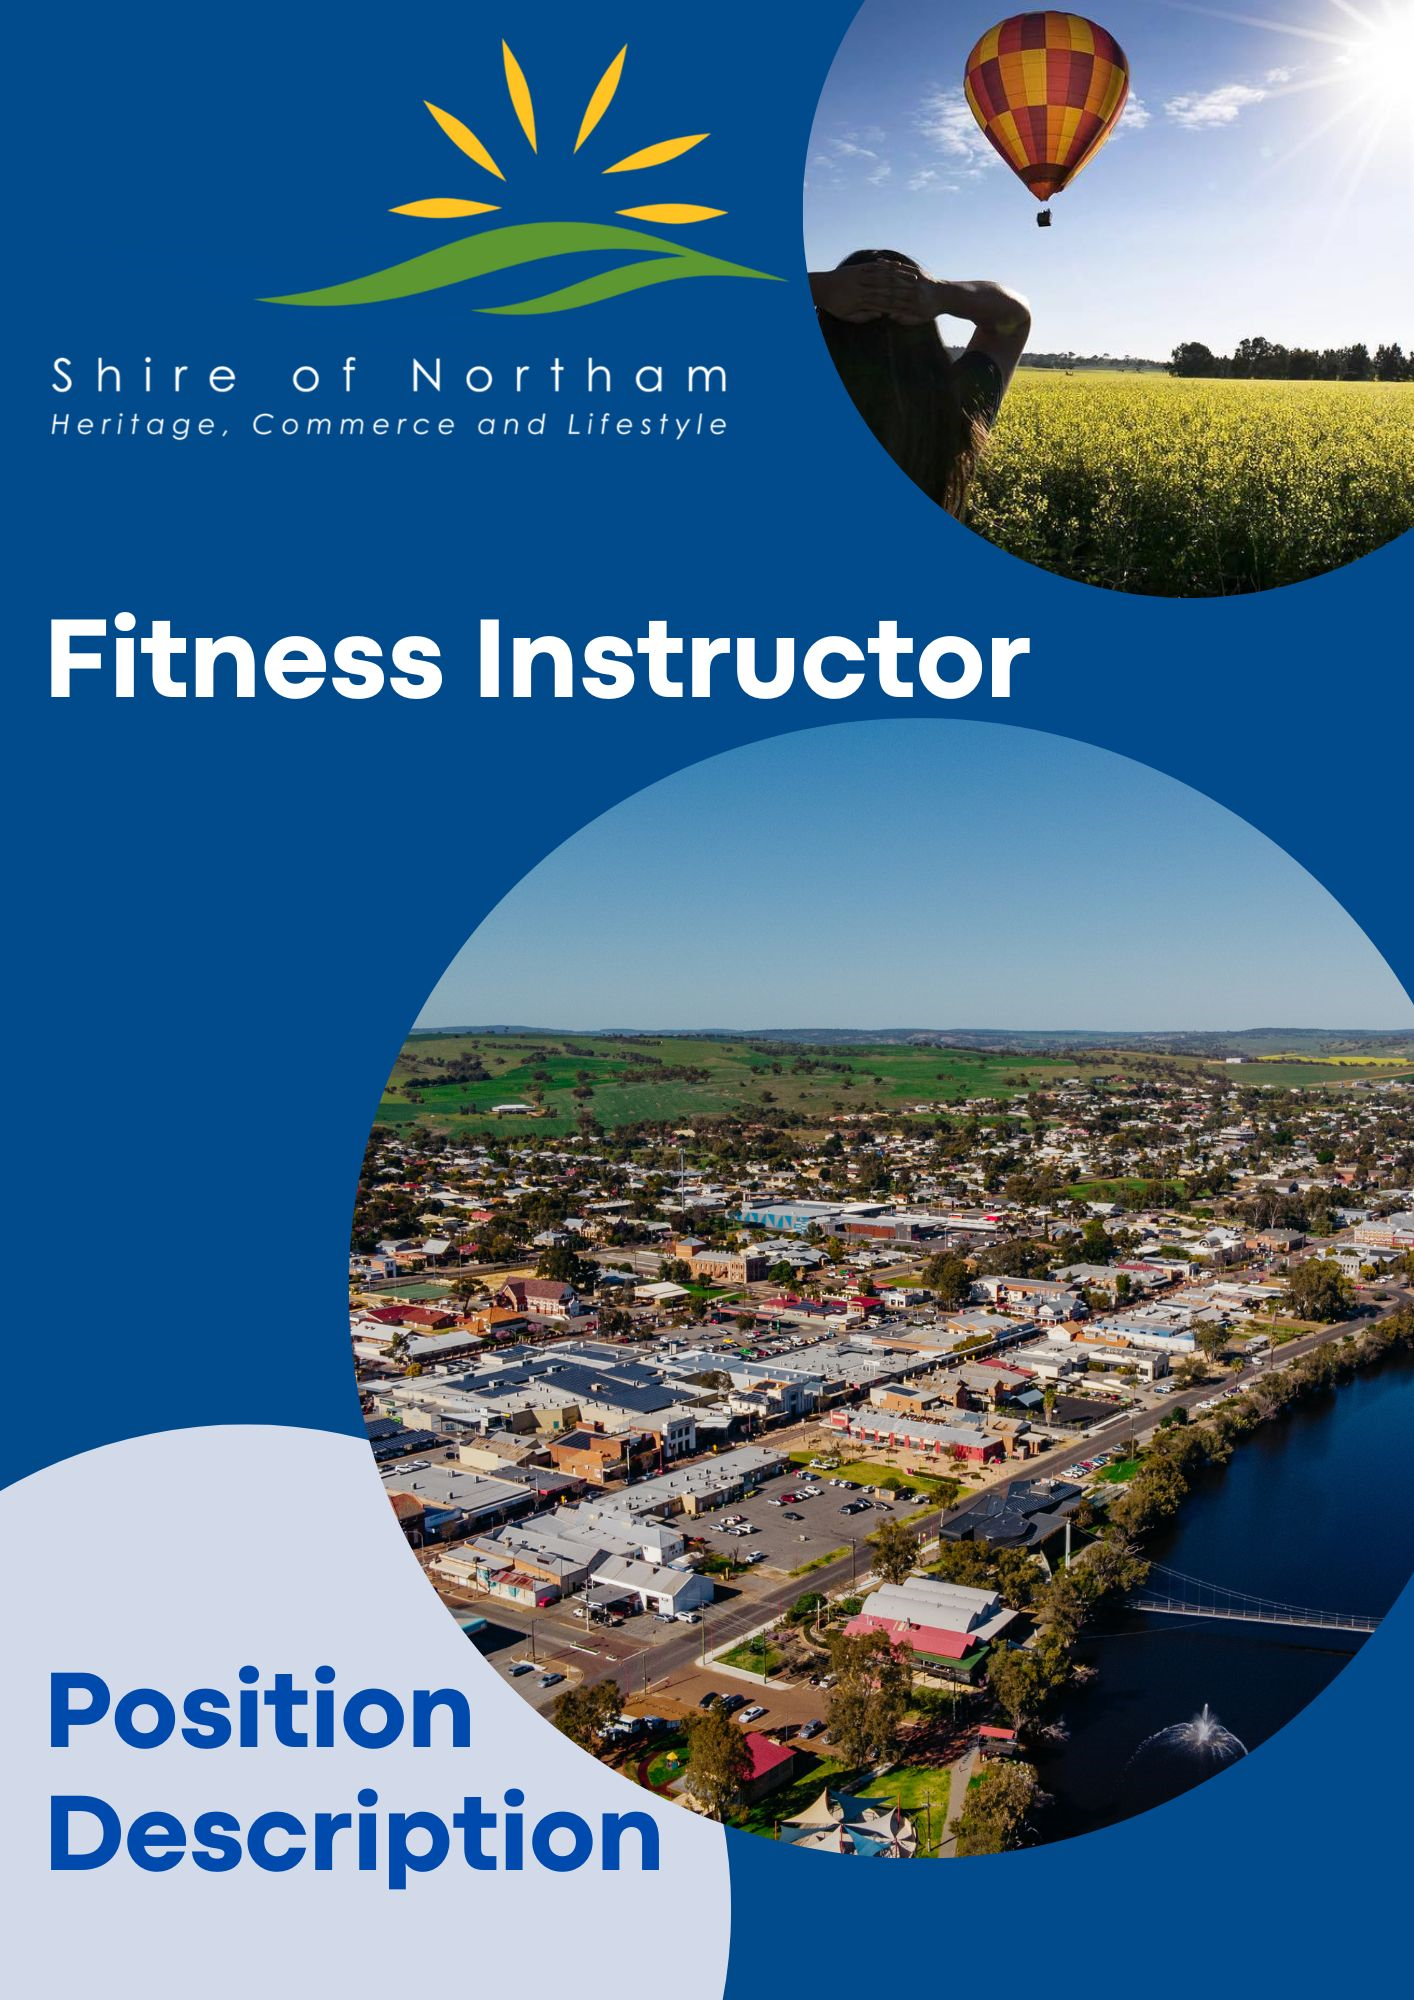 Shire of Northam
Heritage, Commerce and Lifestyle
Fitness Instructor
Position
Description